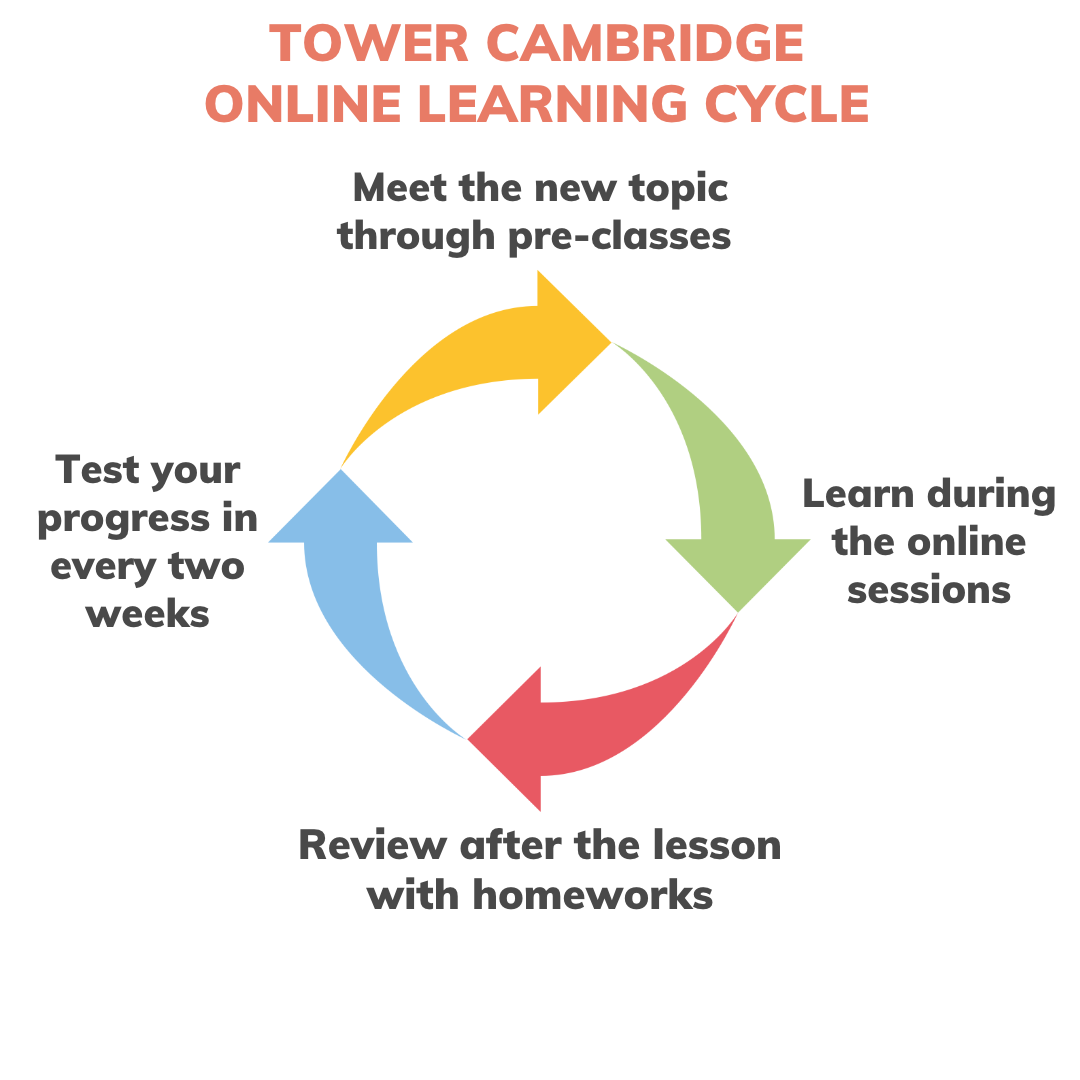 TOWER CAMBRIDGE
ONLINE LEARNING CYCLE
Meet the new topic
through pre-classes
Learn during
the online
sessions
Review after the lesson
with homeworks
Test your
progress in
every two
weeks